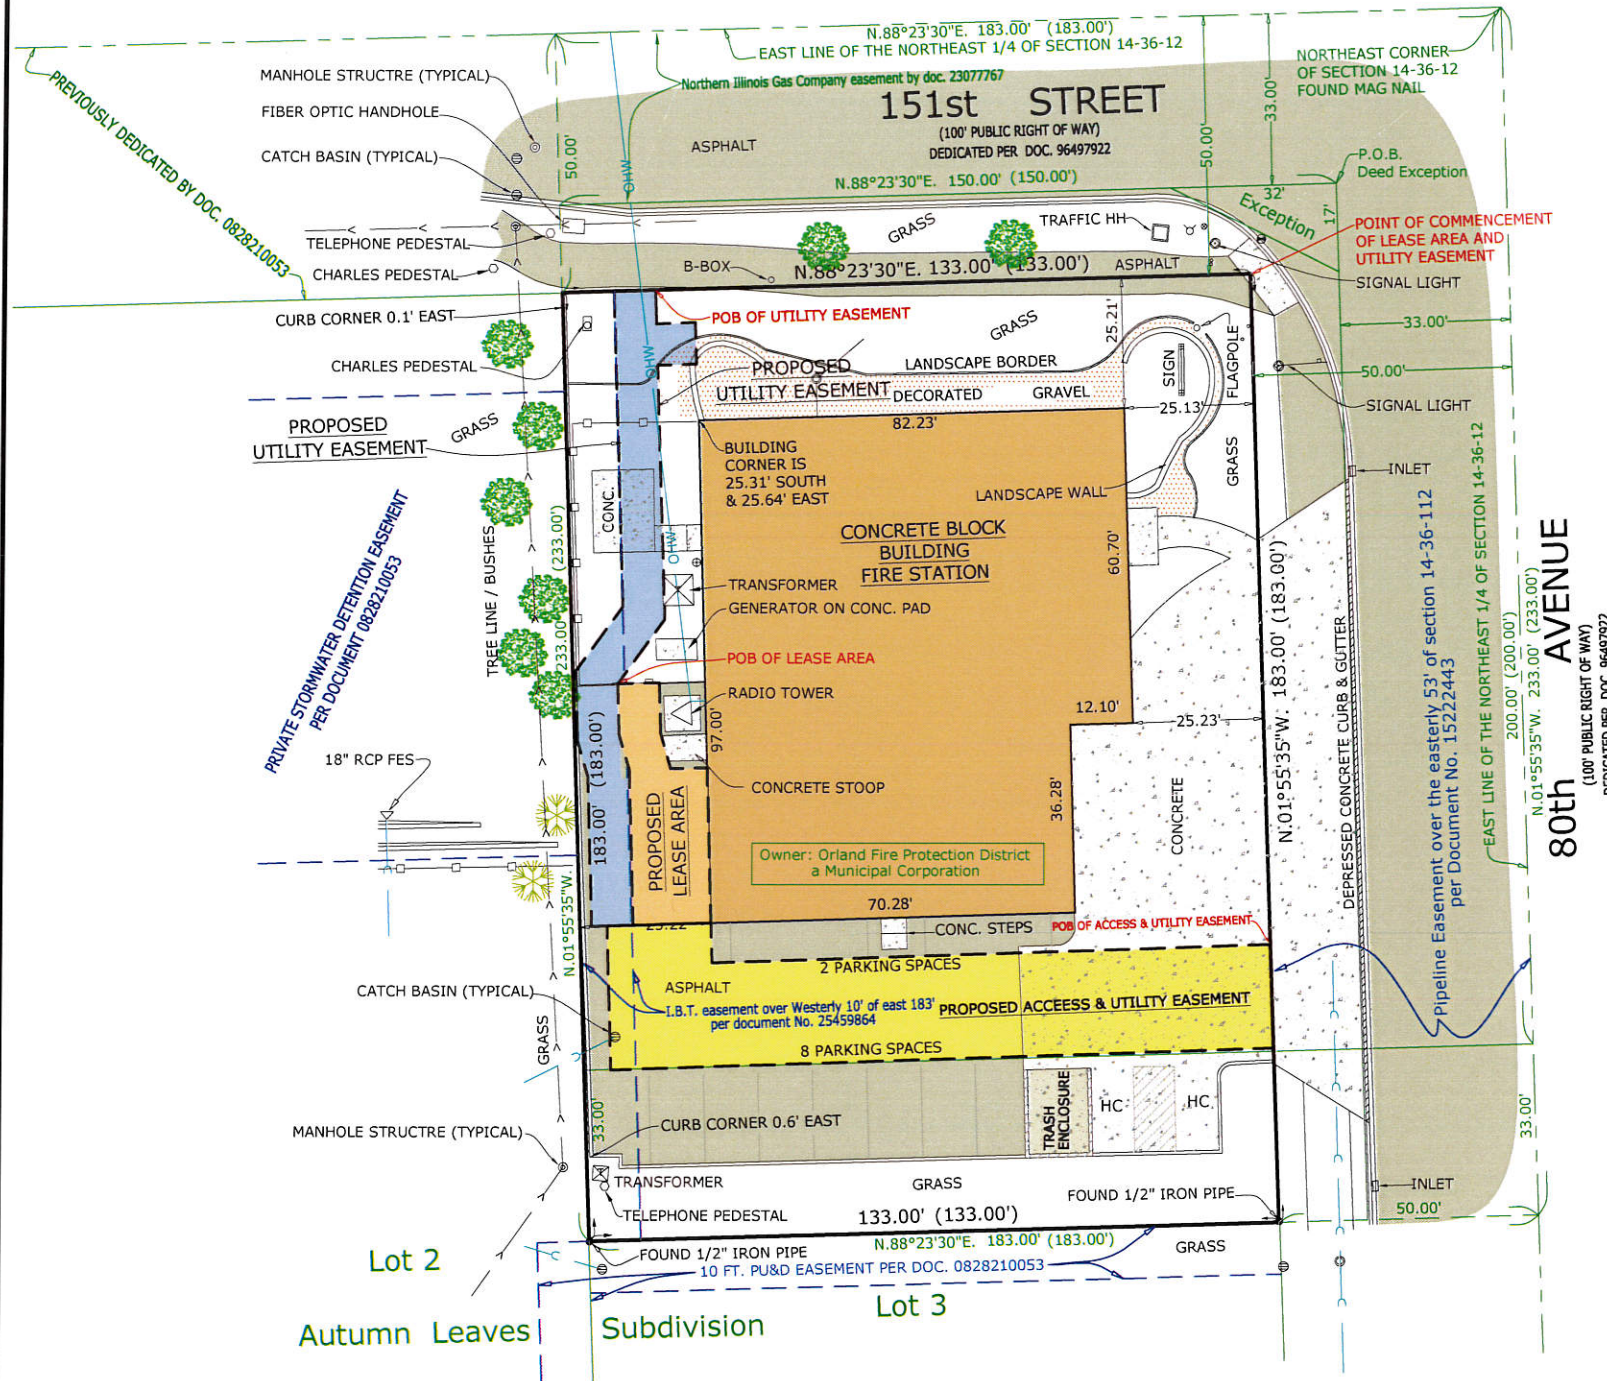 N.88°23'30"E. 183.00' (183.00')
EAST LINE OF THE NORTHEAST 1/4 OF SECTION 14-36-12
NORTHEAST CORNER
OF SECTION 14-36-12
FOUND MAG NAIL
MANHOLE STRUCTRE (TYPICAL)
Northern Illinois Gas Company easement by doc. 23077767
151st STREET
(100' PUBLIC RIGHT OF WAY)
DEDICATED PER DOC. 96497922
FIBER OPTIC HANDHOLE
ASPHALT
CATCH BASIN (TYPICAL)
50.00'
OHW
50.00'
33.00'
P.O.B.
Deed Exception
PREVIOUSLY DEDICATED BY DOC. 0828210053
N.88°23'30"E. 150.00' (150.00')
32'
17'
Exception
GRASS
TRAFFIC HH
POINT OF COMMENCEMENT
OF LEASE AREA AND
UTILITY EASEMENT
TELEPHONE PEDESTAL
CHARLES PEDESTAL
B-BOX
N.88°23'30"E. 133.00' (133.00')
ASPHALT
SIGNAL LIGHT
CURB CORNER 0.1' EAST
POB OF UTILITY EASEMENT
GRASS
25.21'
33.00'
CHARLES PEDESTAL
OHW
PROPOSED
UTILITY EASEMENT
LANDSCAPE BORDER
SIGN
FLAGPOLE
50.00'
DECORATED GRAVEL
25.13'
SIGNAL LIGHT
PROPOSED
UTILITY EASEMENT
GRASS
82.23'
BUILDING
CORNER IS
25.31' SOUTH
& 25.64' EAST
GRASS
INLET
LANDSCAPE WALL
CONC.
CONCRETE BLOCK
BUILDING
FIRE STATION
PRIVATE STORMWATER DETENTION EASEMENT
PER DOCUMENT 0828210053
TREE LINE / BUSHES
233.00' (233.00')
OHW
60.70'
TRANSFORMER
GENERATOR ON CONC. PAD
POB OF LEASE AREA
RADIO TOWER
97.00'
12.10'
25.23'
N.01°55'35"W. 183.00' (183.00')
DEPRESSED CONCRETE CURB & GUTTER
Pipeline Easement over the easterly 53' of section 14-36-112
per Document No. 15222443
EAST LINE OF THE NORTHEAST 1/4 OF SECTION 14-36-12
200.00' (200.00')
N.01°55'35"W. 233.00' (233.00')
80th AVENUE
(100' PUBLIC RIGHT OF WAY)
DEDICATED PER DOC. 96497922
18" RCP FES
183.00' (183.00')
CONCRETE STOOP
36.28'
CONCRETE
PROPOSED
LEASE AREA
Owner: Orland Fire Protection District
a Municipal Corporation
70.28'
N.01°55'35"W.
25.22'
CONC. STEPS
POB OF ACCESS & UTILITY EASEMENT
2 PARKING SPACES
CATCH BASIN (TYPICAL)
ASPHALT
I.B.T. easement over Westerly 10' of east 183'
per document No. 25459864
PROPOSED ACCESS & UTILITY EASEMENT
GRASS
8 PARKING SPACES
33.00'
CURB CORNER 0.6' EAST
TRASH
ENCLOSURE
HC
HC
33.00'
MANHOLE STRUCTRE (TYPICAL)
TRANSFORMER
GRASS
FOUND 1/2" IRON PIPE
INLET
50.00'
TELEPHONE PEDESTAL
133.00' (133.00')
N.88°23'30"E. 183.00' (183.00')
GRASS
FOUND 1/2" IRON PIPE
10 FT. PU&D EASEMENT PER DOC. 0828210053
Lot 2
Lot 3
Autumn Leaves Subdivision